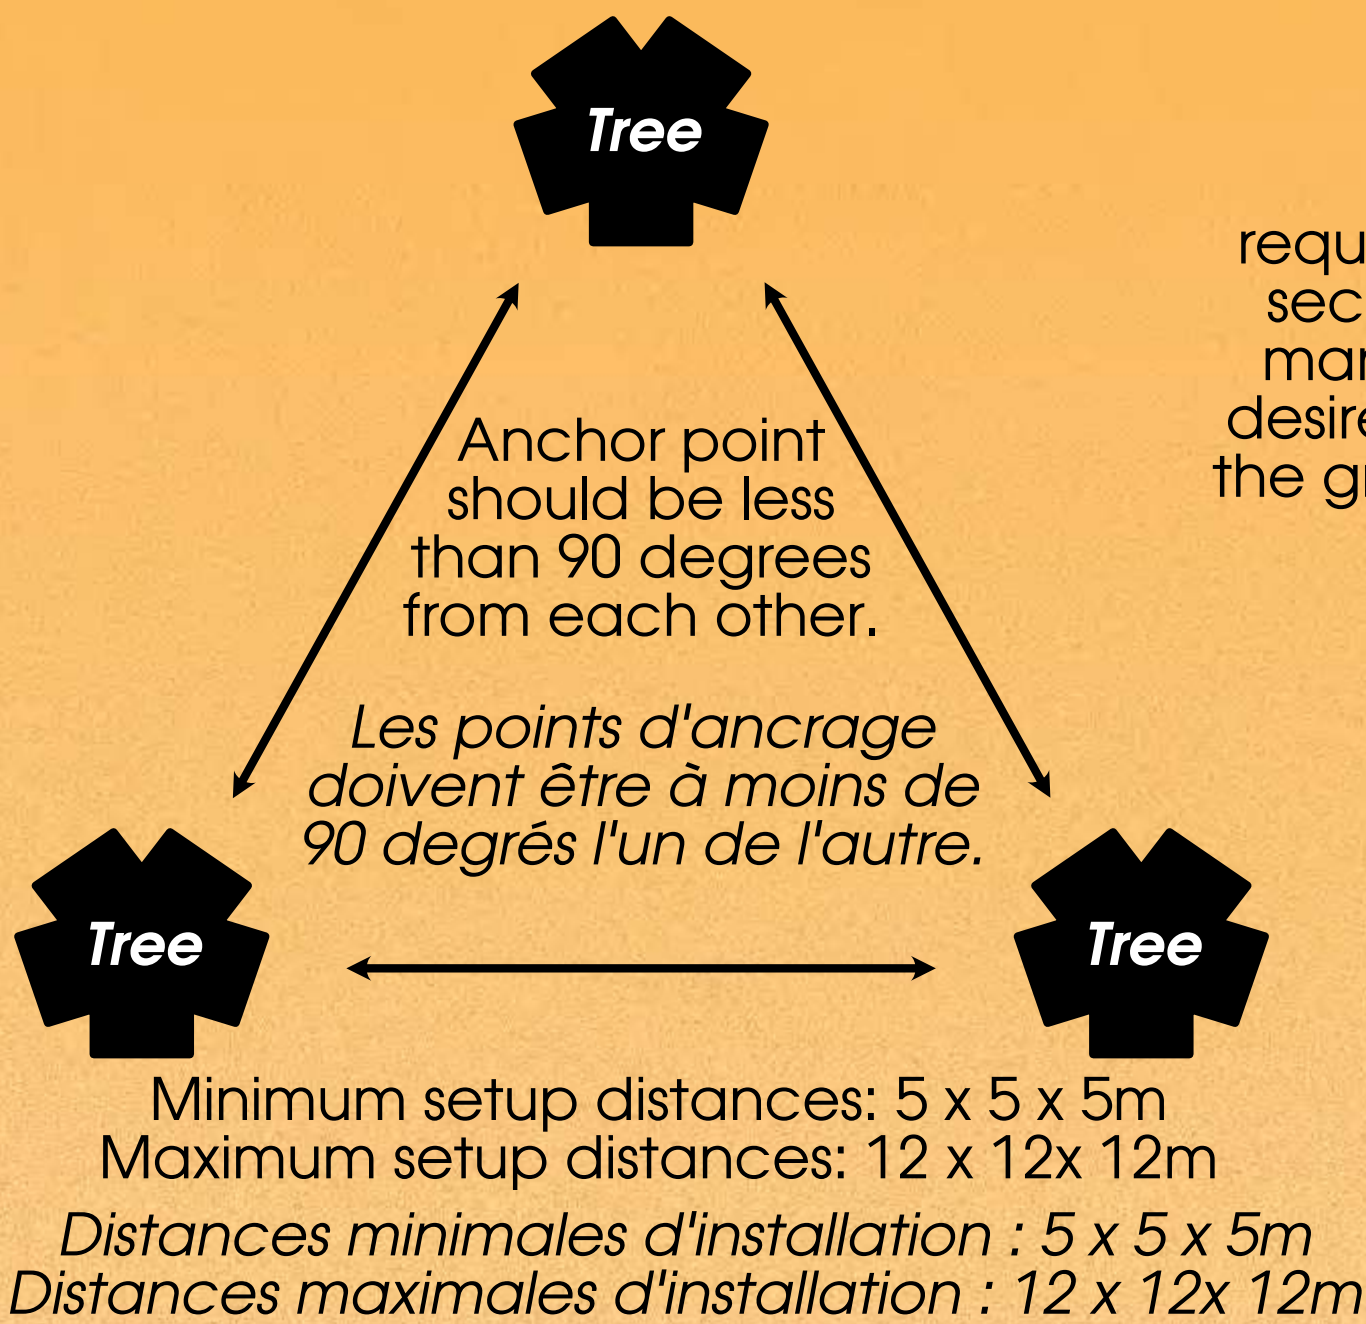 Tree
Anchor point
should be less
than 90 degrees
from each other.
Les points d'ancrage
doivent être à moins de
90 degrés l'un de l'autre.
Tree
Tree
Minimum setup distances: 5 x 5 x 5m
Maximum setup distances: 12 x 12x 12m
Distances minimales d'installation : 5 x 5 x 5m
Distances maximales d'installation : 12 x 12x 12m
the